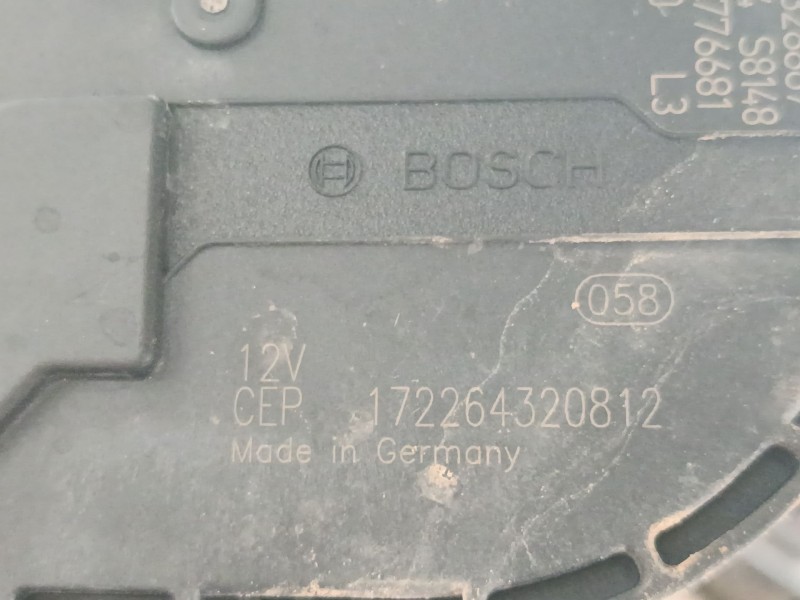 S8148
776681
L3
BOSCH
058
12V
CEP 172264320812
Made in Germany